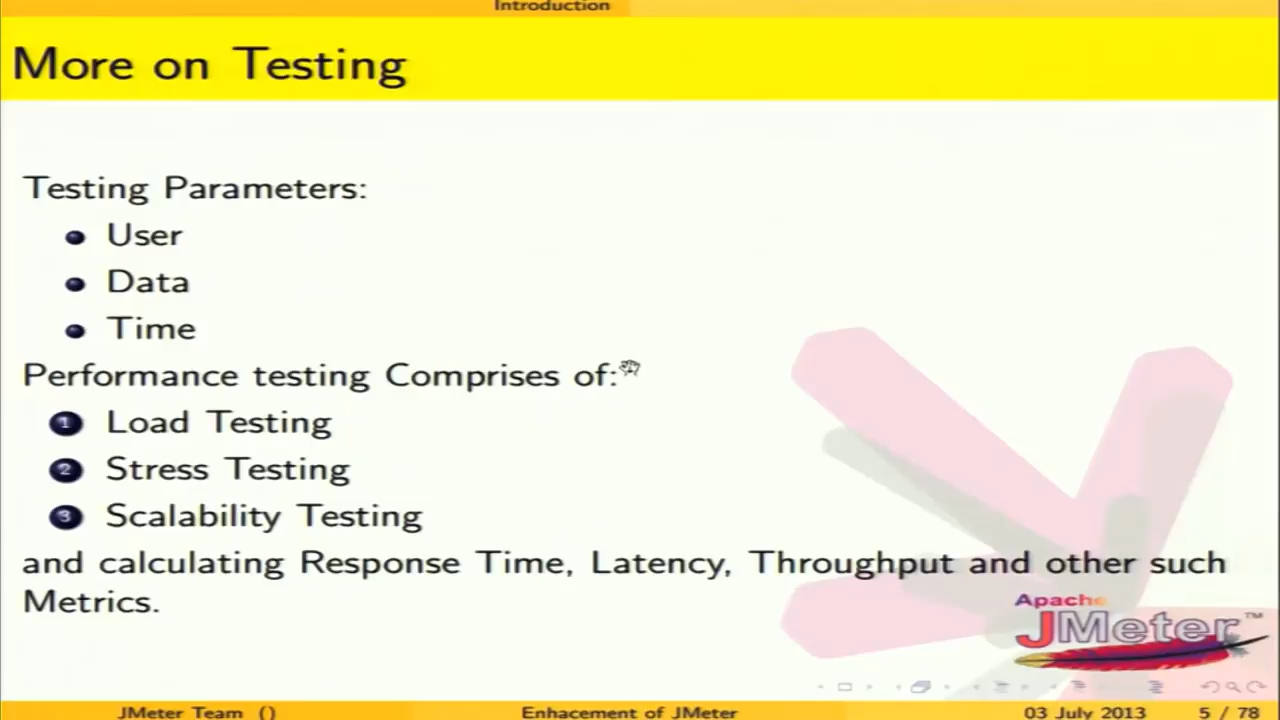 Introduction
More on Testing
Testing Parameters:
User
Data
Time
Performance testing Comprises of:
1 Load Testing
2 Stress Testing
3 Scalability Testing
and calculating Response Time, Latency, Throughput and other such
Metrics.
Apache
JMeter™
JMeter Team () Enhacement of JMeter 03 July 2013 5 / 78